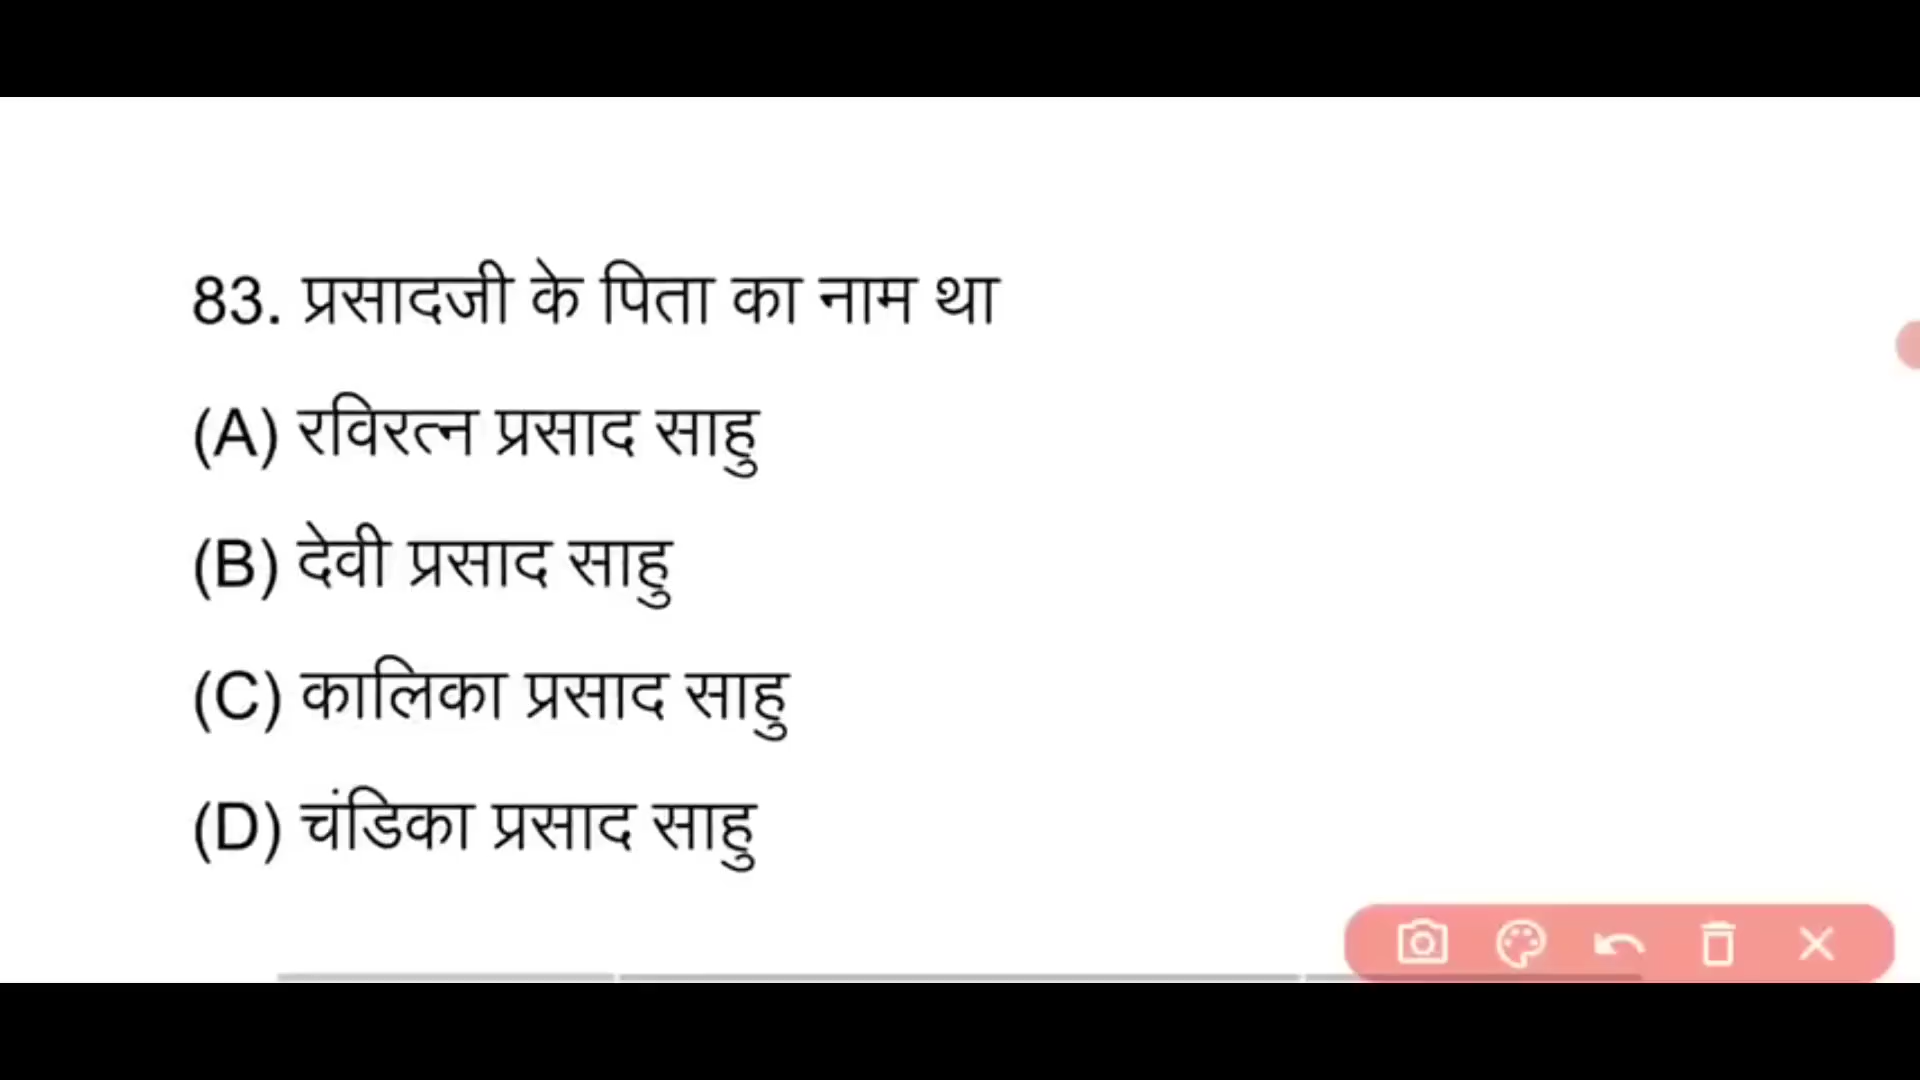 83. प्रसादजी के पिता का नाम था
(A) रविरत्न प्रसाद साहु
(B) देवी प्रसाद साहु
(C) कालिका प्रसाद साहु
(D) चंडिका प्रसाद साहु